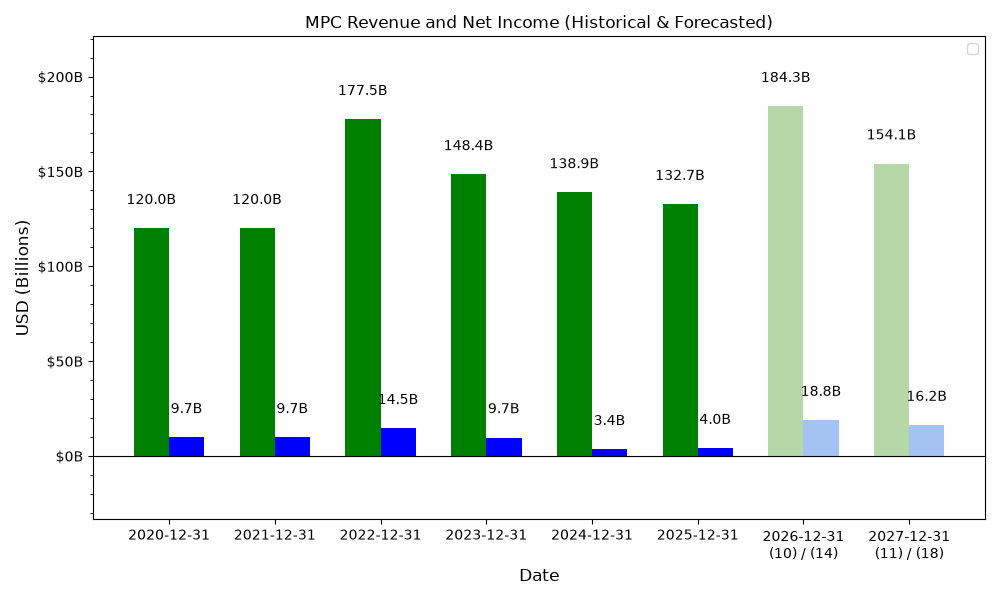 MPC Revenue and Net Income (Historical & Forecasted)
USD (Billions)
$200B
$150B
$100B
$50B
$0B
120.0B
9.7B
120.0B
9.7B
177.5B
14.5B
148.4B
9.7B
138.9B
3.4B
132.7B
4.0B
184.3B
18.8B
154.1B
16.2B
2020-12-31
2021-12-31
2022-12-31
2023-12-31
2024-12-31
2025-12-31
2026-12-31
(10) / (14)
2027-12-31
(11) / (18)
Date